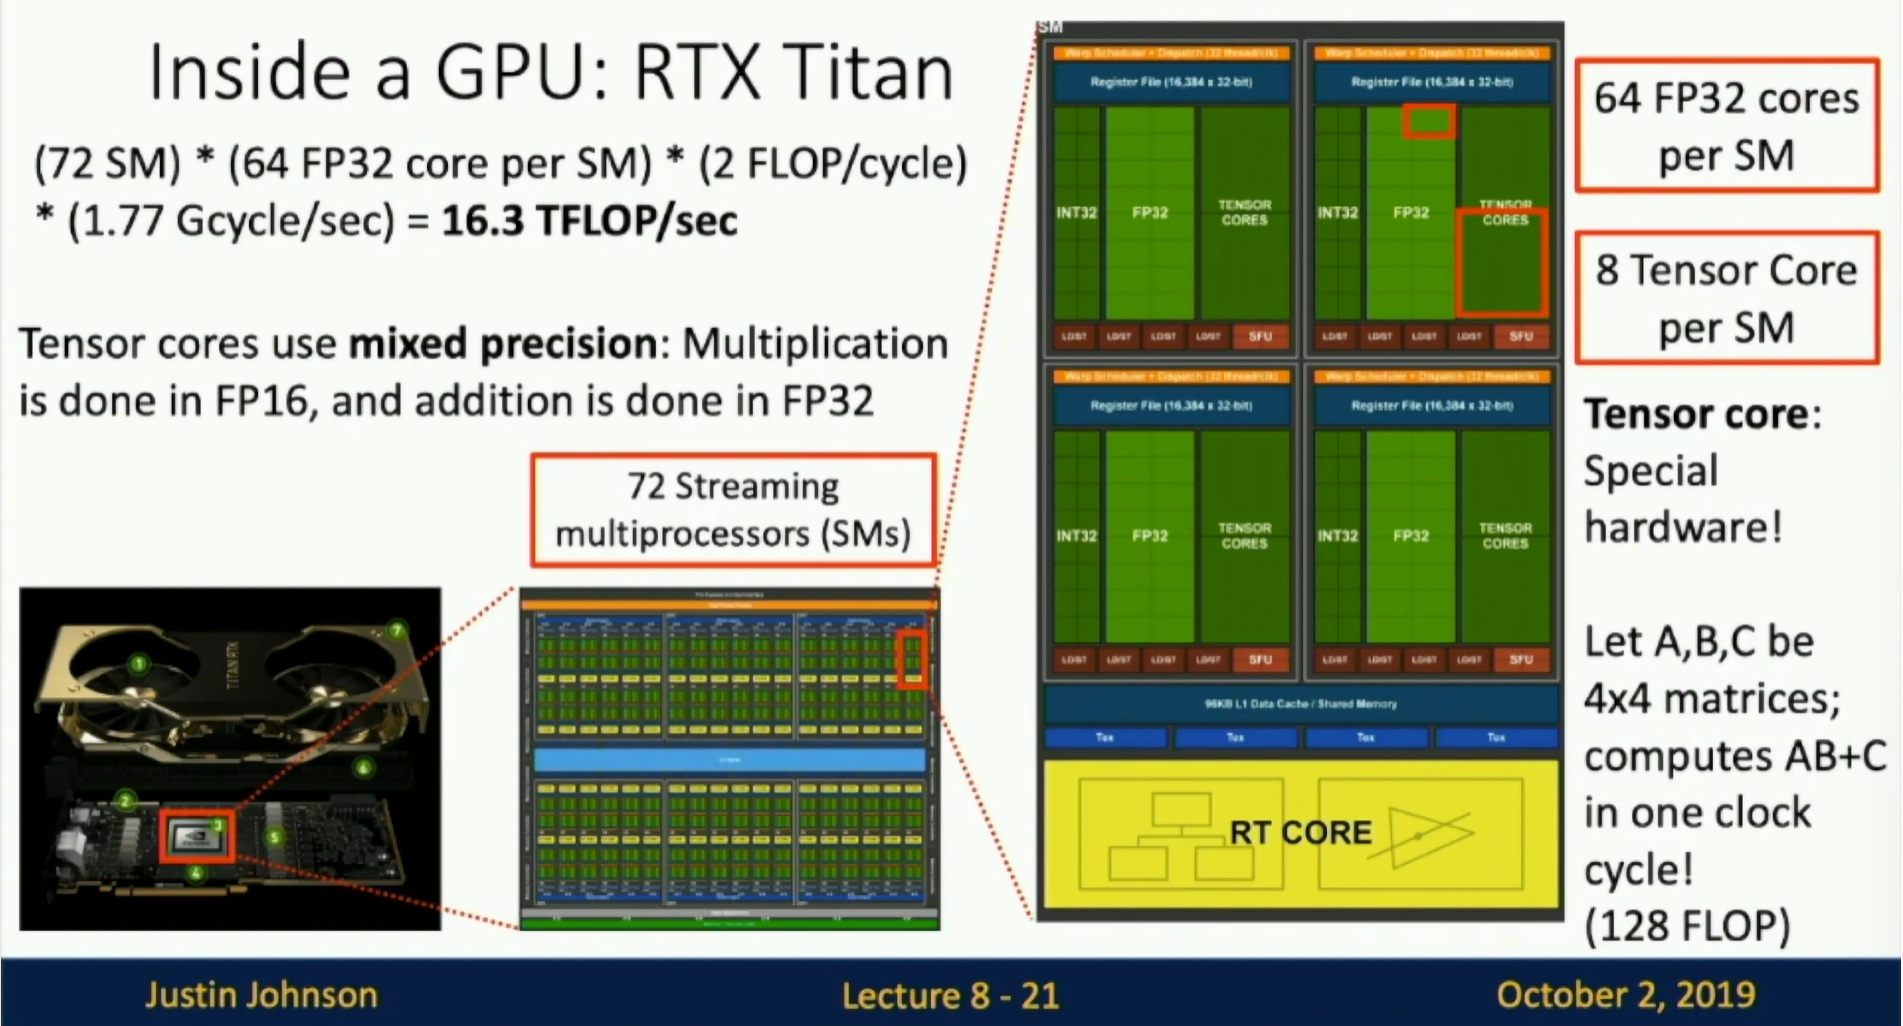 Inside a GPU: RTX Titan
(72 SM) * (64 FP32 core per SM) * (2 FLOP/cycle)
* (1.77 Gcycle/sec) = 16.3 TFLOP/sec
Tensor cores use mixed precision: Multiplication
is done in FP16, and addition is done in FP32
72 Streaming
multiprocessors (SMs)
TITAN RTX
1
7
6
2
3
5
4
SM
Warp Scheduler + Dispatch (32 thread/clk)
Register File (16,384 x 32-bit)
INT32
FP32
TENSOR
CORES
LD/ST LD/ST LD/ST LD/ST SFU
Warp Scheduler + Dispatch (32 thread/clk)
Register File (16,384 x 32-bit)
INT32
FP32
TENSOR
CORES
LD/ST LD/ST LD/ST LD/ST SFU
Warp Scheduler + Dispatch (32 thread/clk)
Register File (16,384 x 32-bit)
INT32
FP32
TENSOR
CORES
LD/ST LD/ST LD/ST LD/ST SFU
Warp Scheduler + Dispatch (32 thread/clk)
Register File (16,384 x 32-bit)
INT32
FP32
TENSOR
CORES
LD/ST LD/ST LD/ST LD/ST SFU
96KB L1 Data Cache / Shared Memory
Tex Tex Tex Tex
RT CORE
64 FP32 cores
per SM
8 Tensor Core
per SM
Tensor core:
Special
hardware!
Let A,B,C be
4x4 matrices;
computes AB+C
in one clock
cycle!
(128 FLOP)
Justin Johnson
Lecture 8 - 21
October 2, 2019